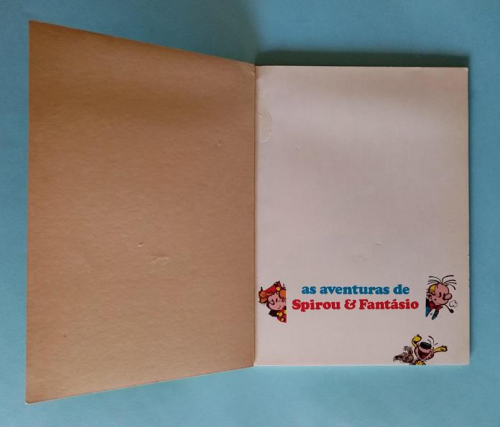 as aventuras de
Spirou & Fantásio